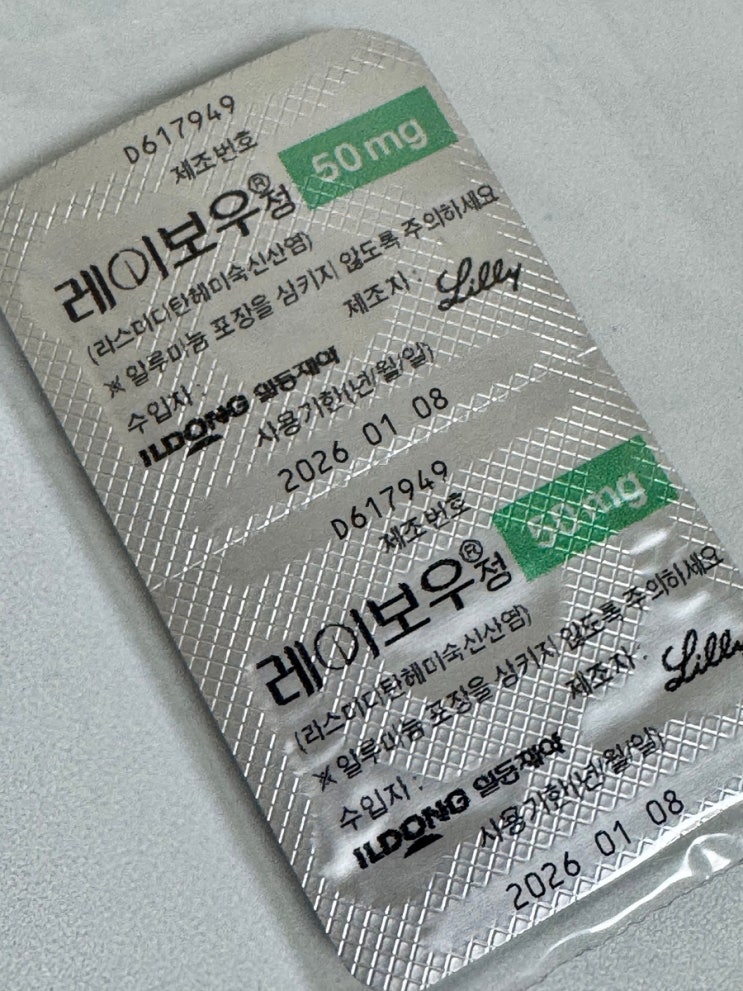 D617949
제조번호
50 mg
레이보우®정
(라스미디탄헤미숙신산염)
※ 알루미늄 포장을 삼키지 않도록 주의하세요
제조자 : Lilly
수입자 :
ILDONG 일동제약
사용기한(년/월/일)
2026 01 08
D617949
제조번호
50 mg
레이보우®정
(라스미디탄헤미숙신산염)
※ 알루미늄 포장을 삼키지 않도록 주의하세요
제조자 : Lilly
수입자 :
ILDONG 일동제약
사용기한(년/월/일)
2026 01 08